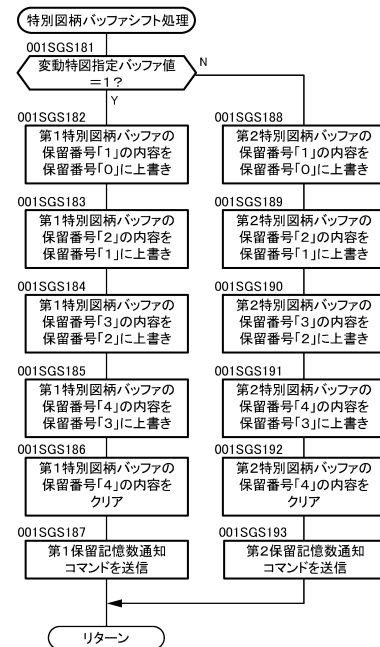 特別図柄バッファシフト処理
001SGS181
変動特図指定バッファ値
＝1？
N
Y
001SGS182
第1特別図柄バッファの
保留番号「1」の内容を
保留番号「0」に上書き
001SGS183
第1特別図柄バッファの
保留番号「2」の内容を
保留番号「1」に上書き
001SGS184
第1特別図柄バッファの
保留番号「3」の内容を
保留番号「2」に上書き
001SGS185
第1特別図柄バッファの
保留番号「4」の内容を
保留番号「3」に上書き
001SGS186
第1特別図柄バッファの
保留番号「4」の内容を
クリア
001SGS187
第1保留記憶数通知
コマンドを送信
001SGS188
第2特別図柄バッファの
保留番号「1」の内容を
保留番号「0」に上書き
001SGS189
第2特別図柄バッファの
保留番号「2」の内容を
保留番号「1」に上書き
001SGS190
第2特別図柄バッファの
保留番号「3」の内容を
保留番号「2」に上書き
001SGS191
第2特別図柄バッファの
保留番号「4」の内容を
保留番号「3」に上書き
001SGS192
第2特別図柄バッファの
保留番号「4」の内容を
クリア
001SGS193
第2保留記憶数通知
コマンドを送信
リターン